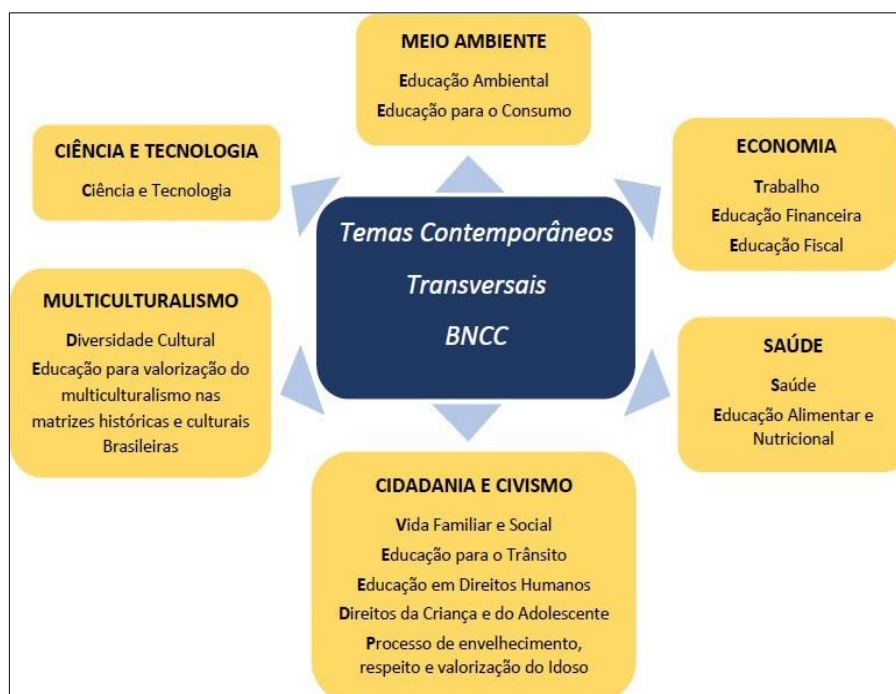 MEIO AMBIENTE
Educação Ambiental
Educação para o Consumo
CIÊNCIA E TECNOLOGIA
Ciência e Tecnologia
ECONOMIA
Trabalho
Educação Financeira
Educação Fiscal
Temas Contemporâneos
Transversais
BNCC
MULTICULTURALISMO
Diversidade Cultural
Educação para valorização do
multiculturalismo nas
matrizes históricas e culturais
Brasileiras
SAÚDE
Saúde
Educação Alimentar e
Nutricional
CIDADANIA E CIVISMO
Vida Familiar e Social
Educação para o Trânsito
Educação em Direitos Humanos
Direitos da Criança e do Adolescente
Processo de envelhecimento,
respeito e valorização do Idoso